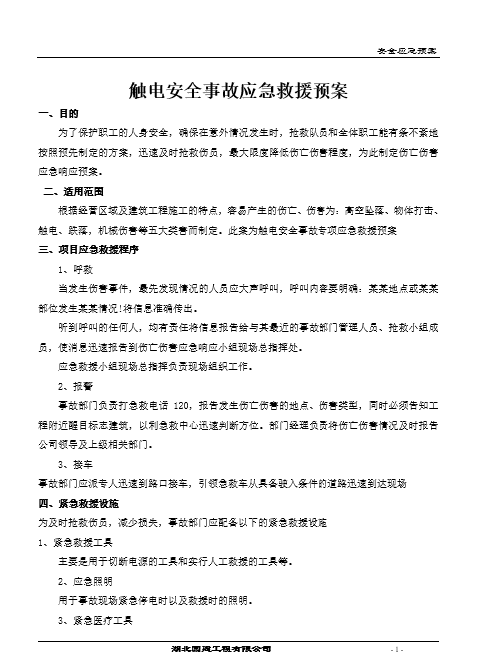 安全应急预案
触电安全事故应急救援预案
一、目的
为了保护职工的人身安全，确保在意外情况发生时，抢救队员和全体职工能有条不紊地
按照预先制定的方案，迅速及时抢救伤员，最大限度降低伤亡伤害程度，为此制定伤亡伤害
应急响应预案。
二、适用范围
根据经营区域及建筑工程施工的特点，容易产生的伤亡、伤害为：高空坠落、物体打击、
触电、跌落，机械伤害等五大类害而制定。此案为触电安全事故专项应急救援预案
三、项目应急救援程序
1、呼救
当发生伤害事件，最先发现情况的人员应大声呼叫，呼叫内容要明确：某某地点或某某
部位发生某某情况!将信息准确传出。
听到呼叫的任何人，均有责任将信息报告给与其最近的事故部门管理人员、抢救小组成
员，使消息迅速报告到伤亡伤害应急响应小组现场总指挥处。
应急救援小组现场总指挥负责现场组织工作。
2、报警
事故部门负责打急救电话 120，报告发生伤亡伤害的地点、伤害类型，同时必须告知工
程附近醒目标志建筑，以利急救中心迅速判断方位。部门经理负责将伤亡伤害情况及时报告
公司领导及上级相关部门。
3、接车
事故部门应派专人迅速到路口接车，引领急救车从具备驶入条件的道路迅速到达现场
四、紧急救援设施
为及时抢救伤员，减少损失，事故部门应配备以下的紧急救援设施
1、紧急救援工具
主要是用于切断电源的工具和实行人工救援的工具等。
2、应急照明
用于事故现场紧急停电时以及救援时的照明。
3、紧急医疗工具
湖北圆鸿工程有限公司 - 1 -